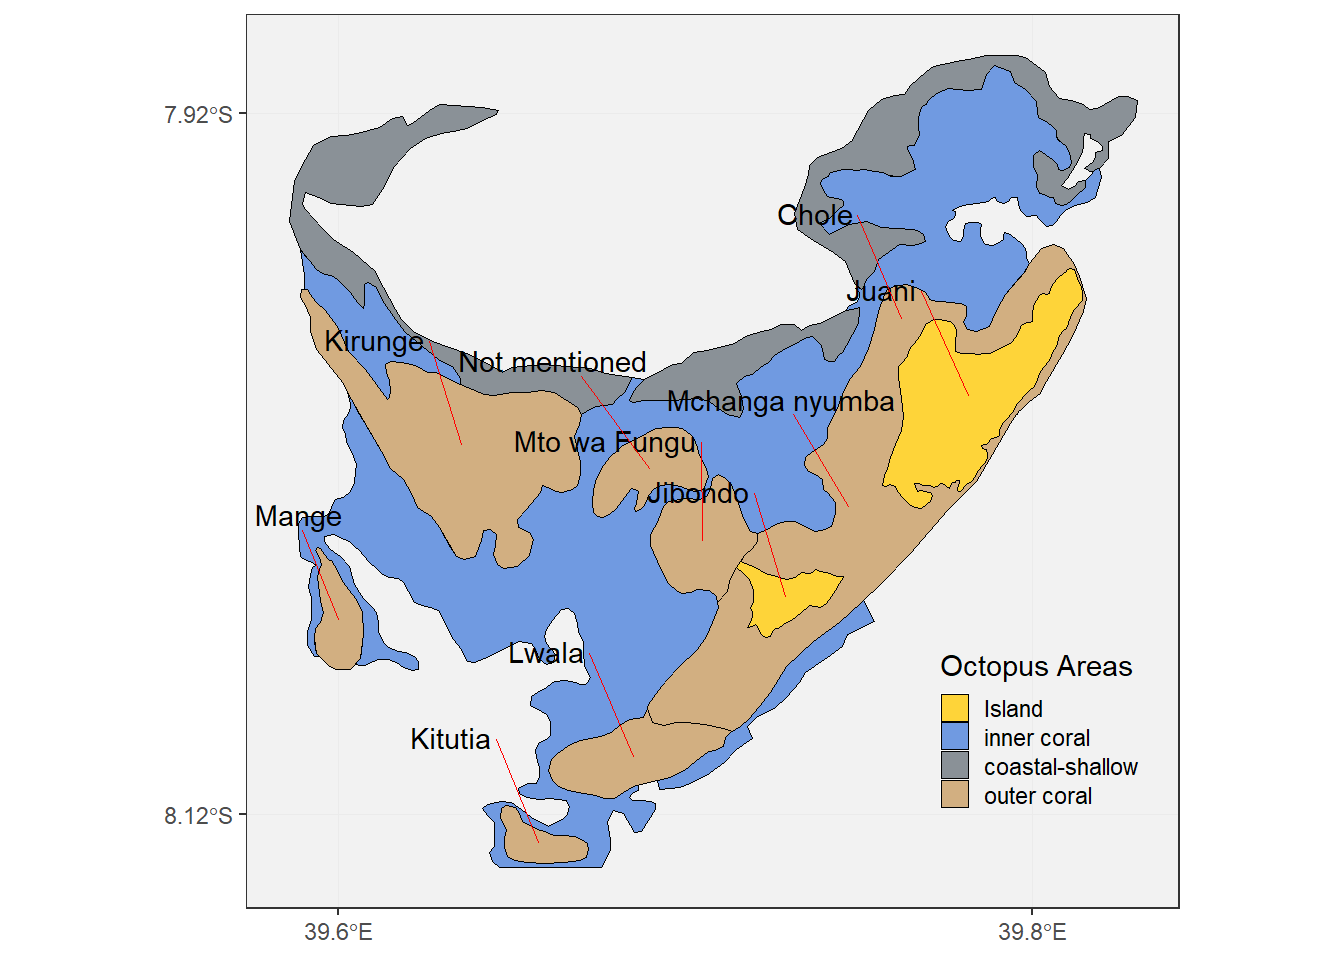 7.92°S
Chole
Juani
Kirunge
Not mentioned
Mchanga nyumba
Mto wa Fungu
Jibondo
Mange
Lwala
Kitutia
Octopus Areas
Island
inner coral
coastal-shallow
outer coral
8.12°S
39.6°E
39.8°E